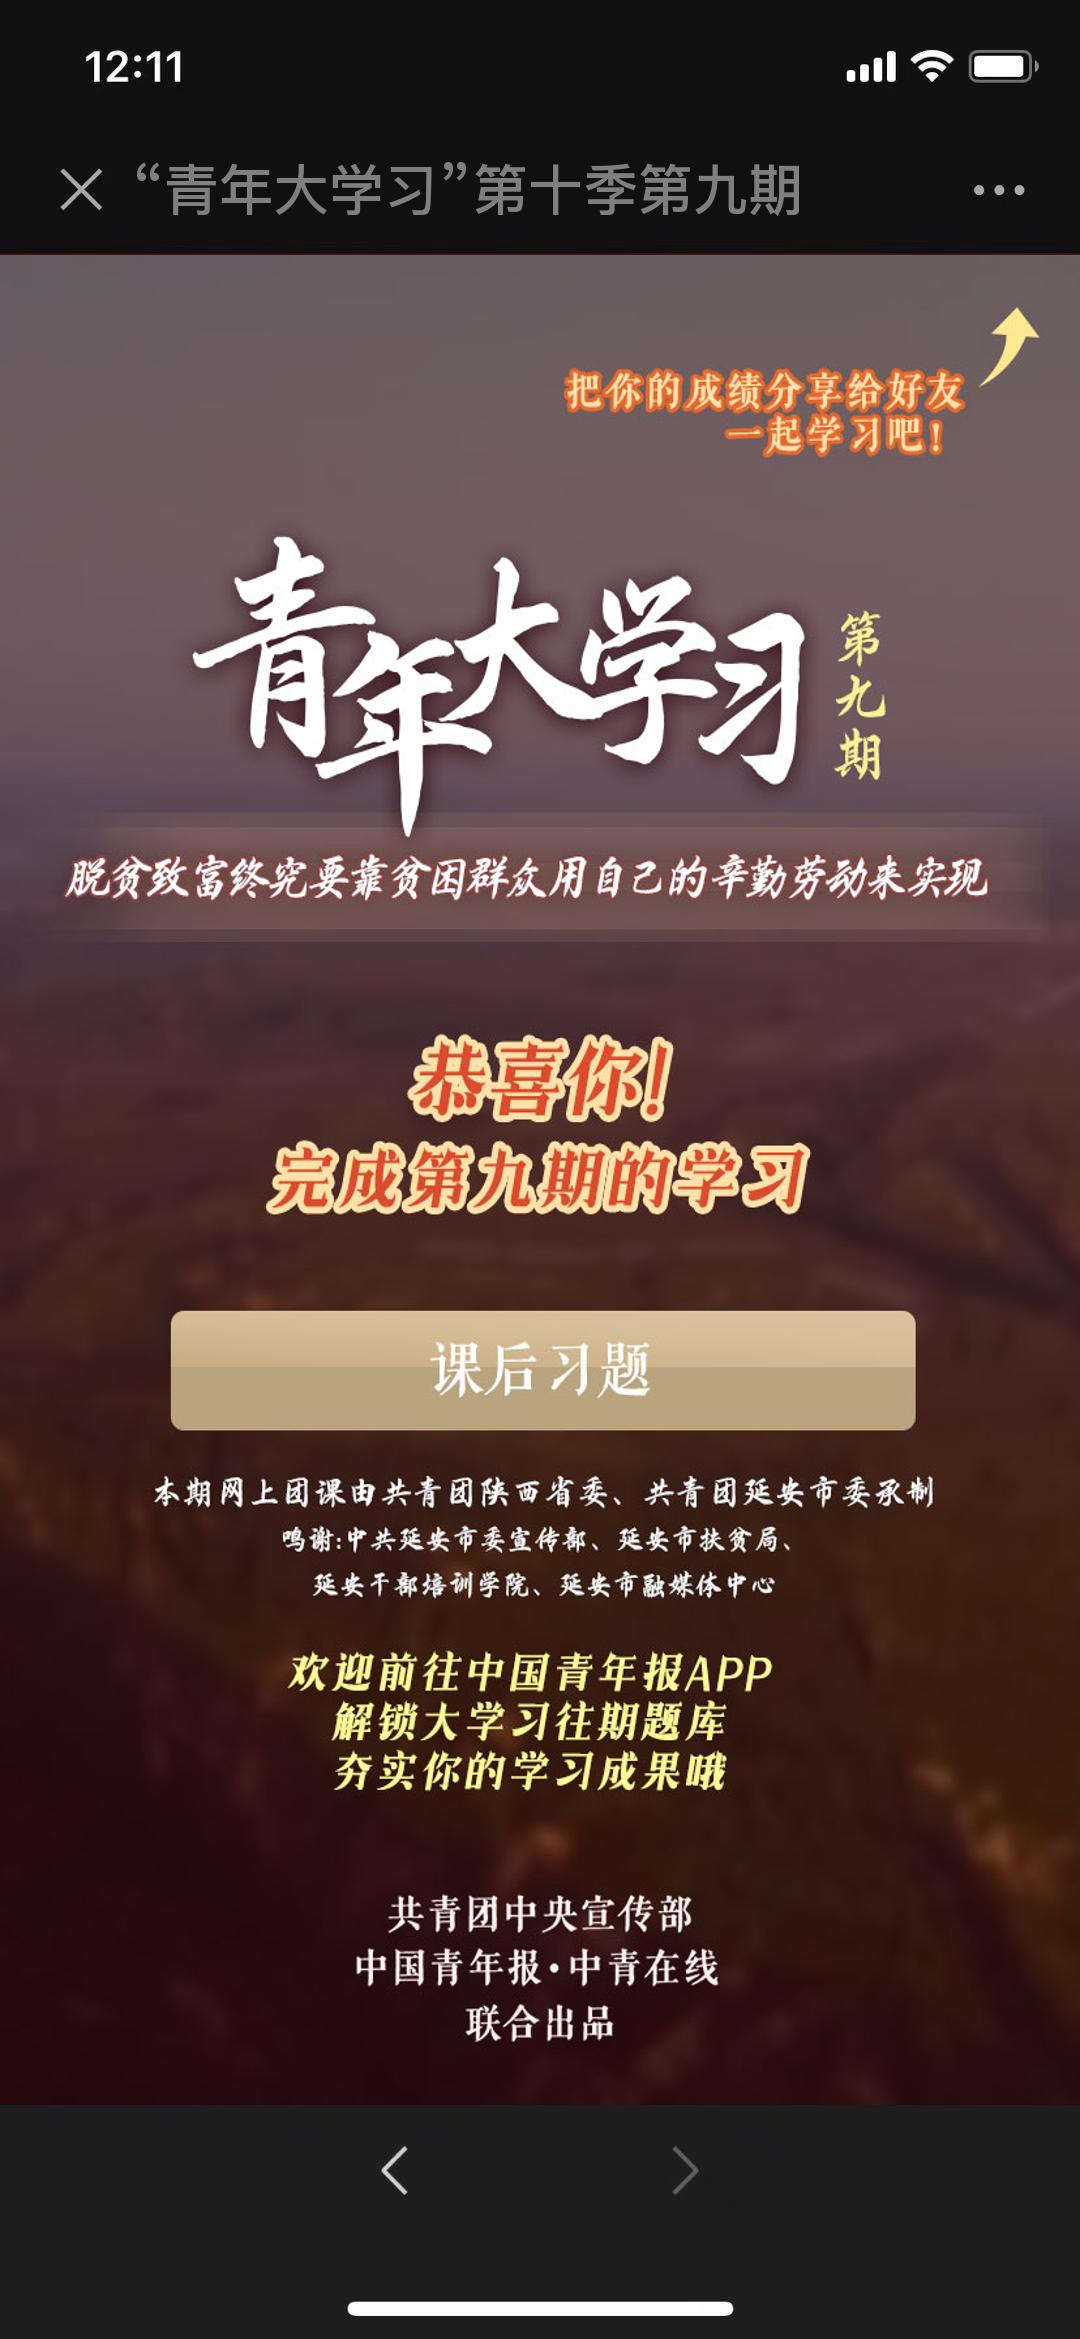 12:11
“青年大学习”第十季第九期
把你的成绩分享给好友
一起学习吧!
青年大学习
第九期
脱贫致富终究要靠贫困群众用自己的辛勤劳动来实现
恭喜你!
完成第九期的学习
课后习题
本期网上团课由共青团陕西省委、共青团延安市委承制
鸣谢:中共延安市委宣传部、延安市扶贫局、
延安干部培训学院、延安市融媒体中心
欢迎前往中国青年报APP
解锁大学习往期题库
夯实你的学习成果哦
共青团中央宣传部
中国青年报·中青在线
联合出品